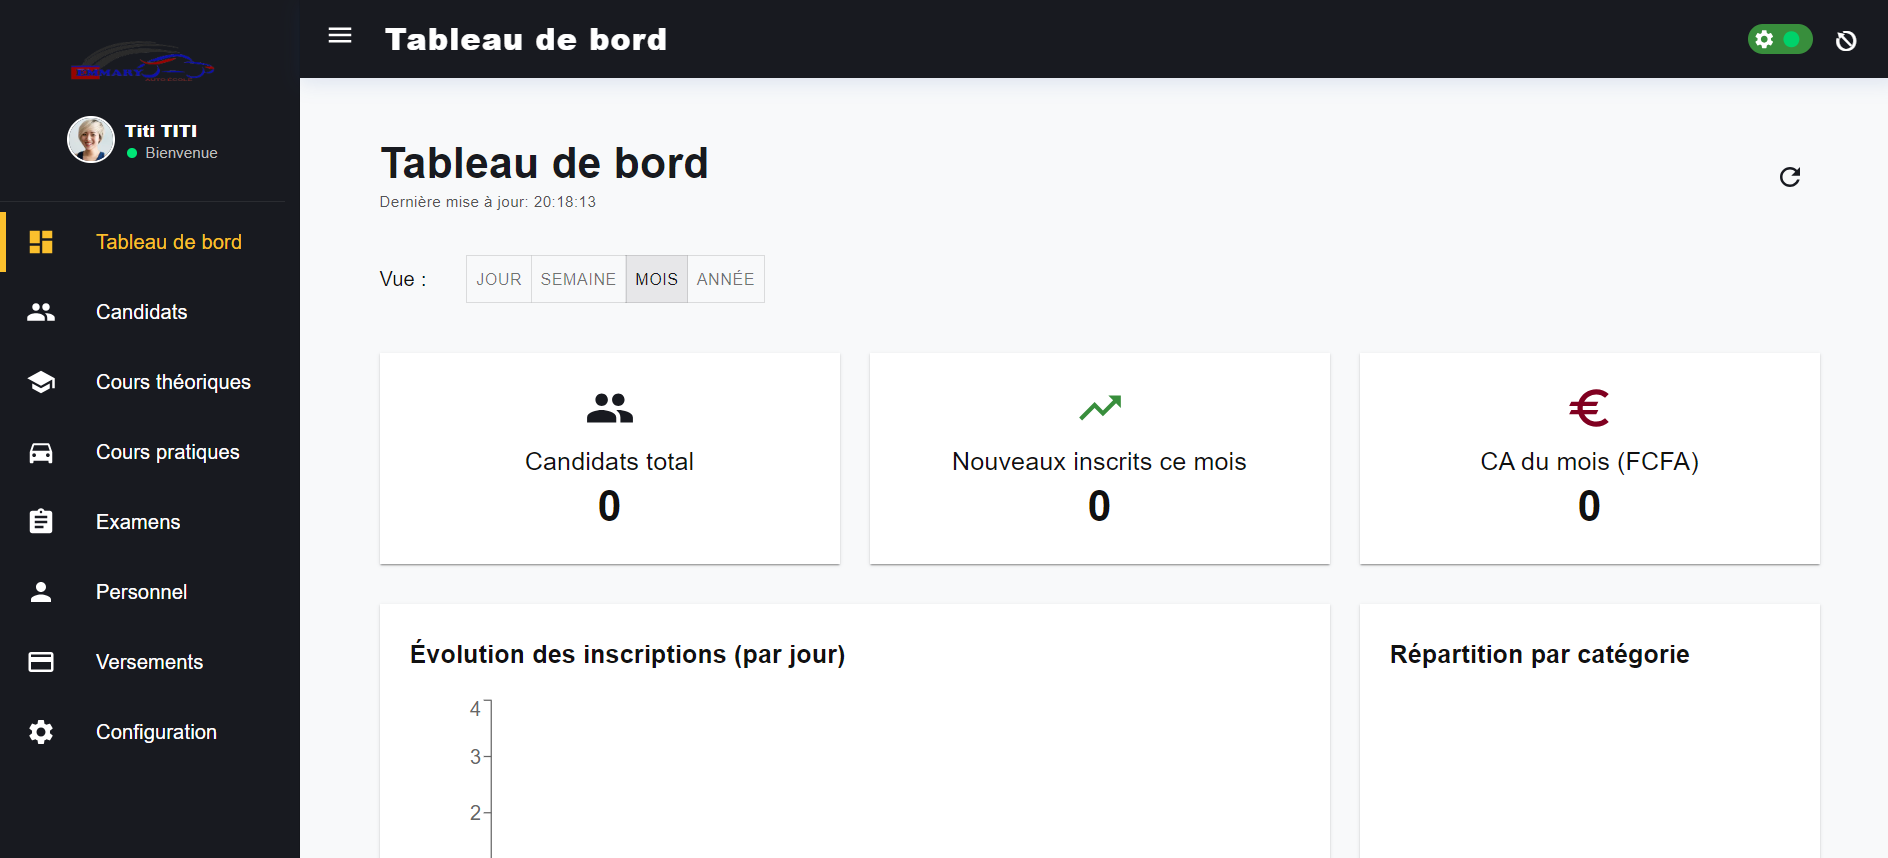 Tableau de bord
Titi TITI
Bienvenue
Tableau de bord
Candidats
Cours théoriques
Cours pratiques
Examens
Personnel
Versements
Configuration
Tableau de bord
Dernière mise à jour: 20:18:13
Vue : JOUR SEMAINE MOIS ANNÉE
Candidats total
0
Nouveaux inscrits ce mois
0
CA du mois (FCFA)
0
Évolution des inscriptions (par jour)
4
3
2
Répartition par catégorie